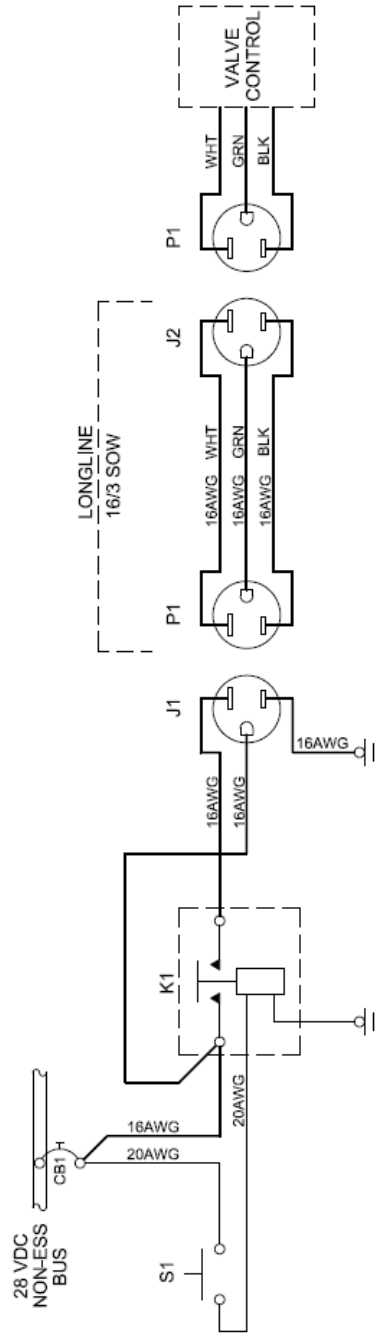 28 VDC
NON-ESS
BUS
CB1
16AWG
20AWG
S1
K1
20AWG
16AWG
16AWG
16AWG
J1
LONGLINE
16/3 SOW
P1
16AWG WHT
16AWG GRN
16AWG BLK
J2
P1
WHT
GRN
BLK
VALVE
CONTROL